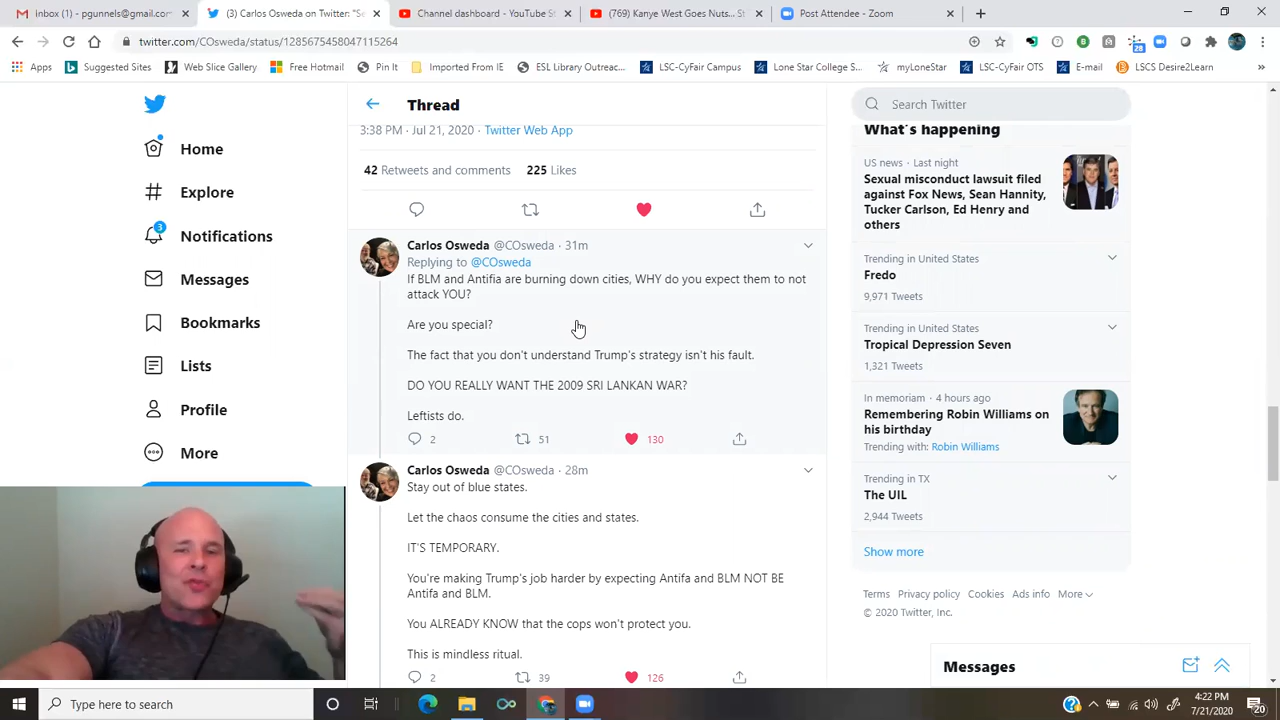 Inbox (36) - pgunnels@gmail.com
(3) Carlos Osweda on Twitter: "S
Channel dashboard - YouTube St
(769) Kanye West Goes Nuts...
Post Attendee - Zoom
twitter.com/COsweda/status/1285675458047115264
28
Apps
Suggested Sites
Web Slice Gallery
Free Hotmail
Pin It
Imported From IE
ESL Library Outreac...
LSC-CyFair Campus
Lone Star College S...
myLoneStar
LSC-CyFair OTS
E-mail
LSCS Desire2Learn
Home
Explore
3
Notifications
Messages
Bookmarks
Lists
Profile
More
Thread
3:38 PM · Jul 21, 2020 · Twitter Web App
42 Retweets and comments 225 Likes
Carlos Osweda @COsweda · 31m
Replying to @COsweda
If BLM and Antifia are burning down cities, WHY do you expect them to not
attack YOU?
Are you special?
The fact that you don't understand Trump's strategy isn't his fault.
DO YOU REALLY WANT THE 2009 SRI LANKAN WAR?
Leftists do.
2 51 130
Carlos Osweda @COsweda · 28m
Stay out of blue states.
Let the chaos consume the cities and states.
IT'S TEMPORARY.
You're making Trump's job harder by expecting Antifa and BLM NOT BE
Antifa and BLM.
You ALREADY KNOW that the cops won't protect you.
This is mindless ritual.
2 39 126
Search Twitter
What's happening
US news · Last night
Sexual misconduct lawsuit filed
against Fox News, Sean Hannity,
Tucker Carlson, Ed Henry and
others
Trending in United States
Fredo
9,971 Tweets
Trending in United States
Tropical Depression Seven
1,321 Tweets
In memoriam · 4 hours ago
Remembering Robin Williams on
his birthday
Trending with: Robin Williams
Trending in TX
The UIL
2,944 Tweets
Show more
Terms Privacy policy Cookies Ads info More
© 2020 Twitter, Inc.
Messages
Type here to search
4:22 PM
7/21/2020
20